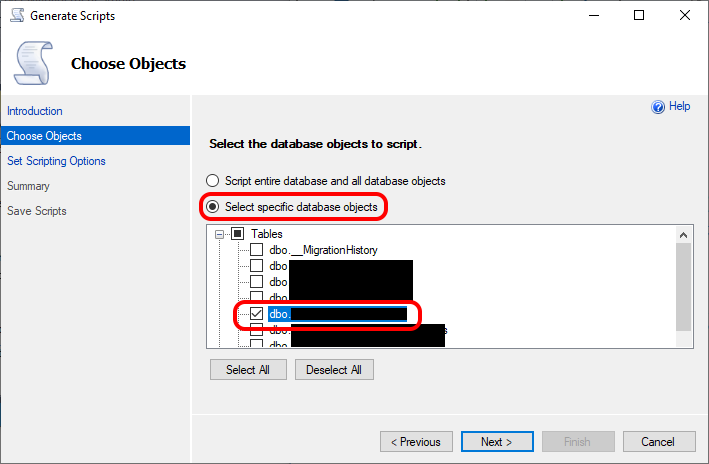 Generate Scripts
Choose Objects
Help
Introduction
Choose Objects
Set Scripting Options
Summary
Save Scripts
Select the database objects to script.
Script entire database and all database objects
Select specific database objects
Tables
dbo.__MigrationHistory
dbo
dbo
dbo
dbo.
dbo.
dbo
Select All
Deselect All
< Previous
Next >
Finish
Cancel